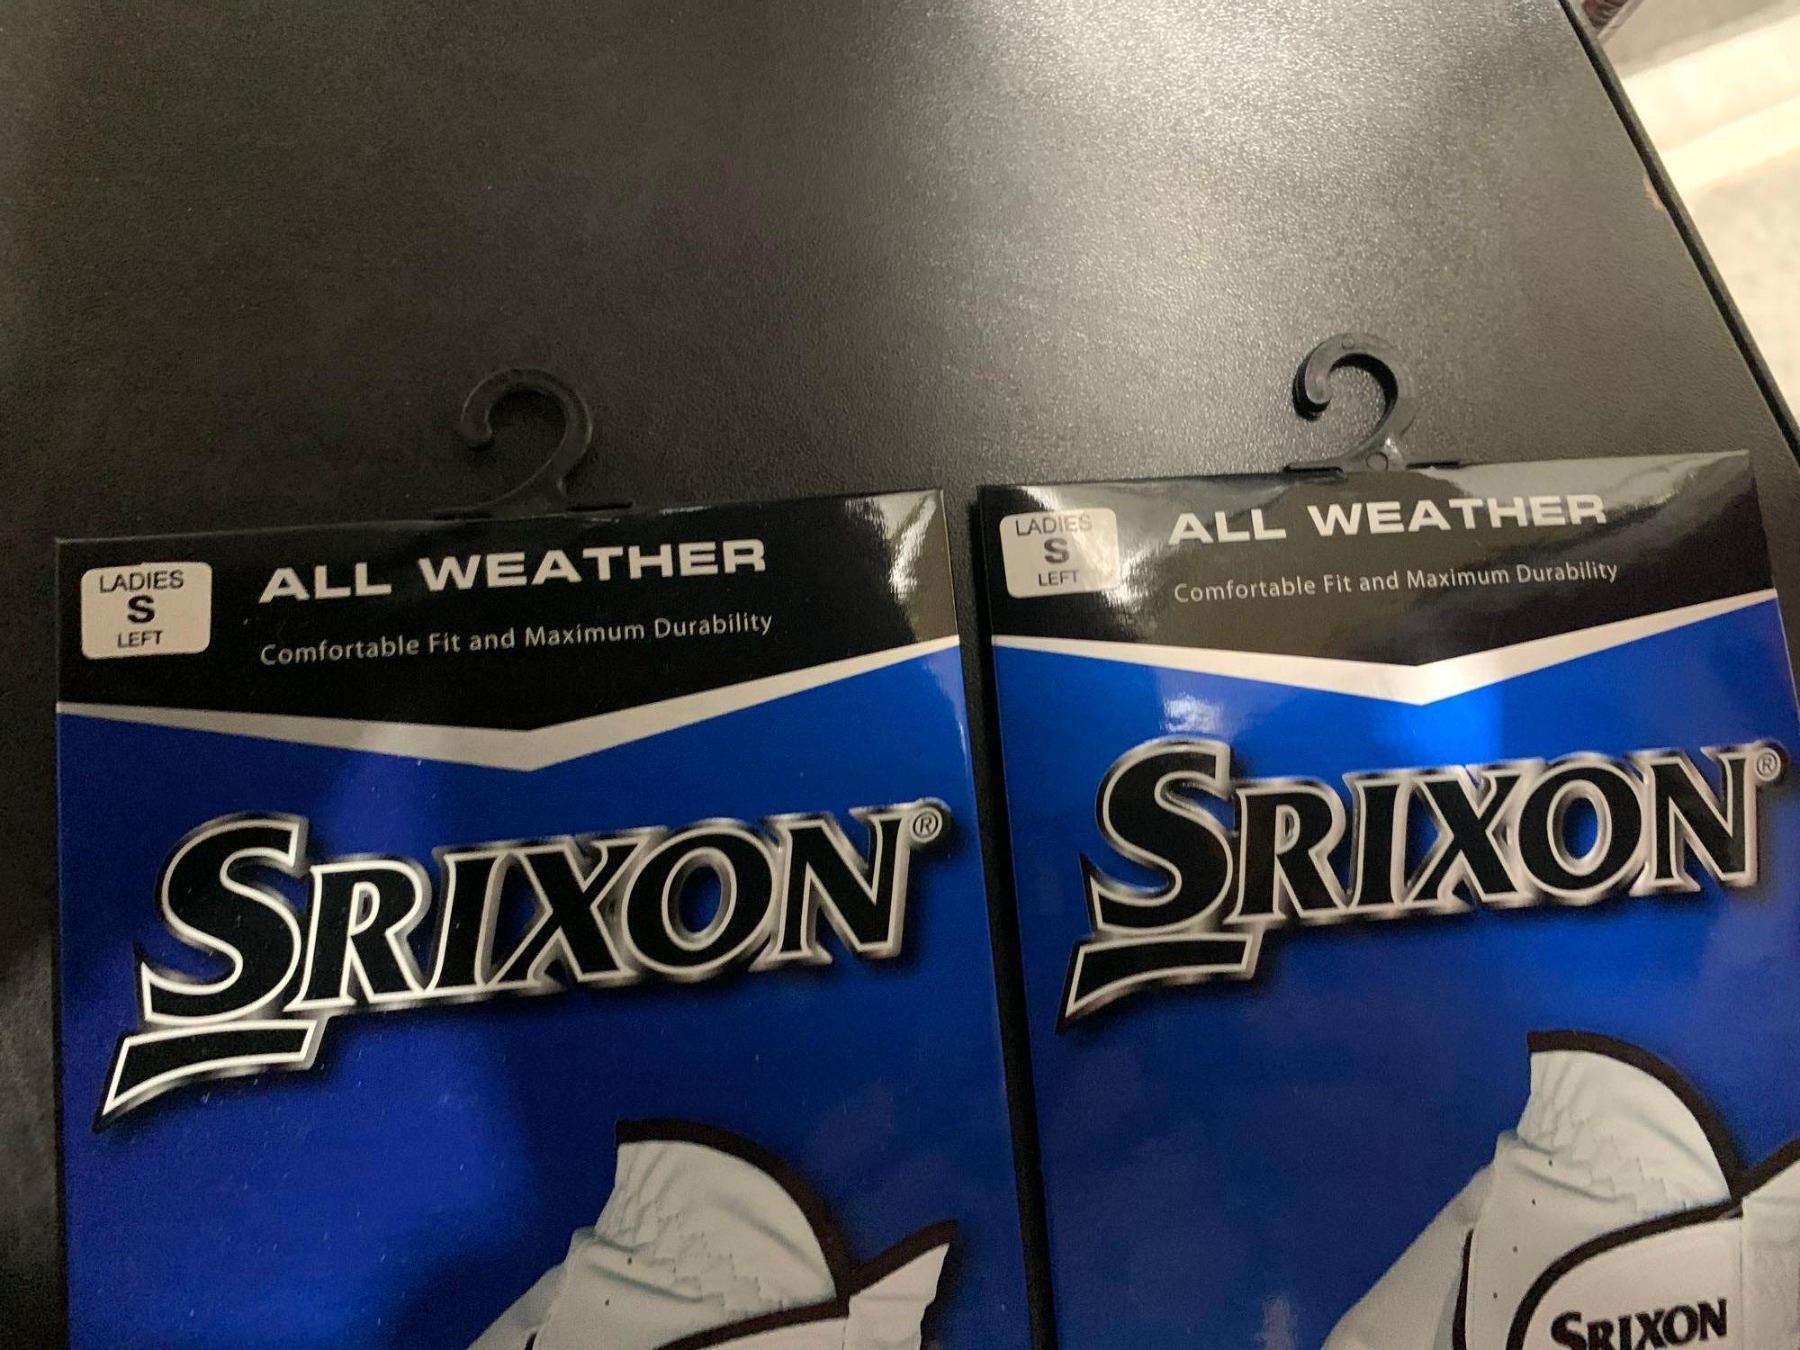 LADIES
S
LEFT
ALL WEATHER
Comfortable Fit and Maximum Durability
SRIXON®
LADIES
S
LEFT
ALL WEATHER
Comfortable Fit and Maximum Durability
SRIXON®
SRIXON